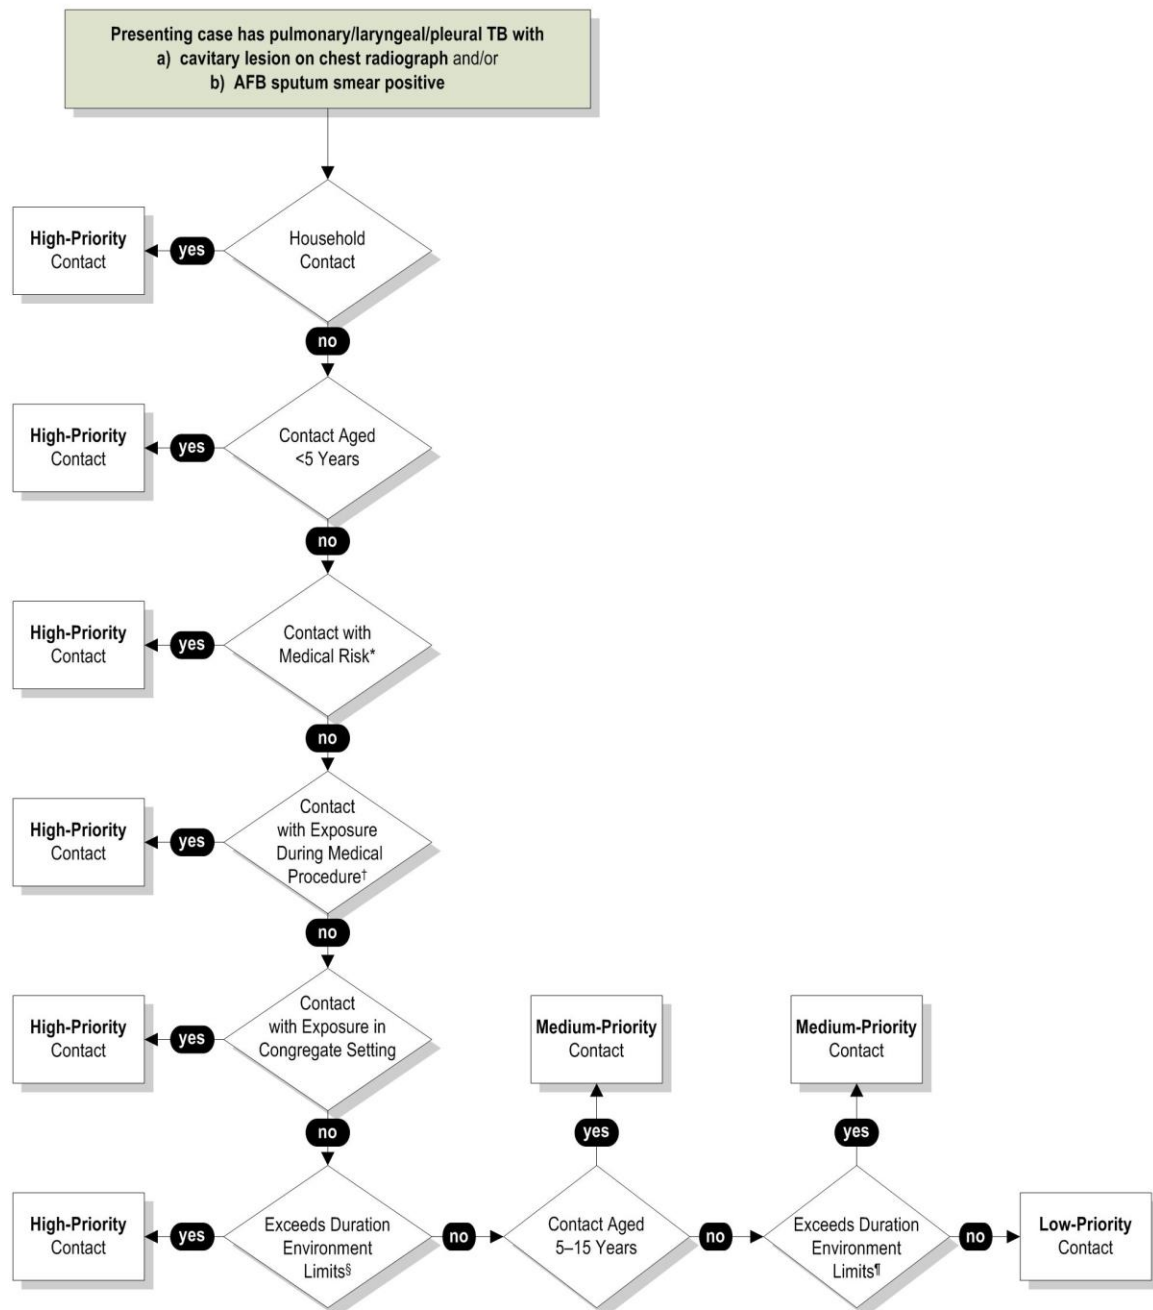 Presenting case has pulmonary/laryngeal/pleural TB with
a) cavitary lesion on chest radiograph and/or
b) AFB sputum smear positive
High-Priority
Contact
yes
Household
Contact
no
High-Priority
Contact
yes
Contact Aged
<5 Years
no
High-Priority
Contact
yes
Contact with
Medical Risk*
no
High-Priority
Contact
yes
Contact
with Exposure
During Medical
Procedure†
no
High-Priority
Contact
yes
Contact
with Exposure in
Congregate Setting
no
Medium-Priority
Contact
yes
Medium-Priority
Contact
yes
High-Priority
Contact
yes
Exceeds Duration
Environment
Limits§
no
Contact Aged
5–15 Years
no
Exceeds Duration
Environment
Limits¶
no
Low-Priority
Contact